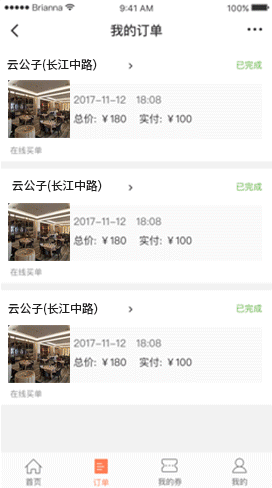 Brianna 9:41 AM 100%
我的订单
云公子(长江中路) 已完成
2017-11-12 18:08
总价: ¥180 实付: ¥100
在线买单
云公子(长江中路) 已完成
2017-11-12 18:08
总价: ¥180 实付: ¥100
在线买单
云公子(长江中路) 已完成
2017-11-12 18:08
总价: ¥180 实付: ¥100
在线买单
首页 订单 我的券 我的